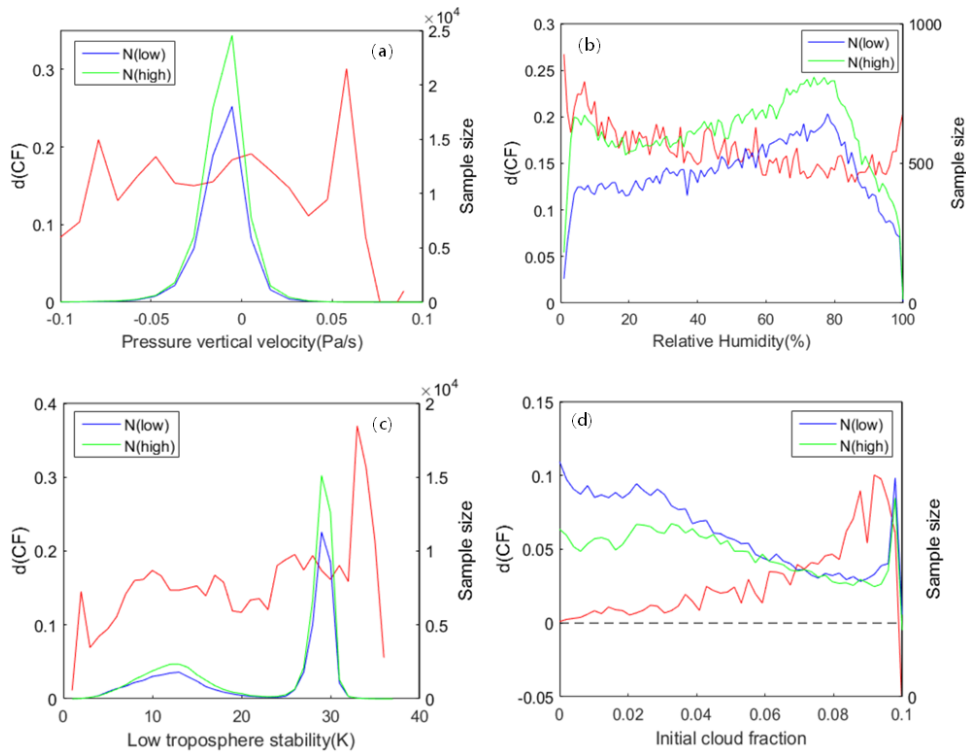 ×10⁴
2.5
2
1.5
1
0.5
0
0.3
0.2
0.1
0
-0.1
-0.05
0
0.05
0.1
N(low)
N(high)
(a)
d(CF)
Sample size
Pressure vertical velocity(Pa/s)
0.3
0.25
0.2
0.15
0.1
0.05
0
1000
500
0
0
20
40
60
80
100
(b)
N(low)
N(high)
d(CF)
Sample size
Relative Humidity(%)
×10⁴
2
1.5
1
0.5
0
0.4
0.3
0.2
0.1
0
0
10
20
30
40
N(low)
N(high)
(c)
d(CF)
Sample size
Low troposphere stability(K)
0.15
0.1
0.05
0
-0.05
0
0
0.02
0.04
0.06
0.08
0.1
(d)
N(low)
N(high)
d(CF)
Sample size
Initial cloud fraction